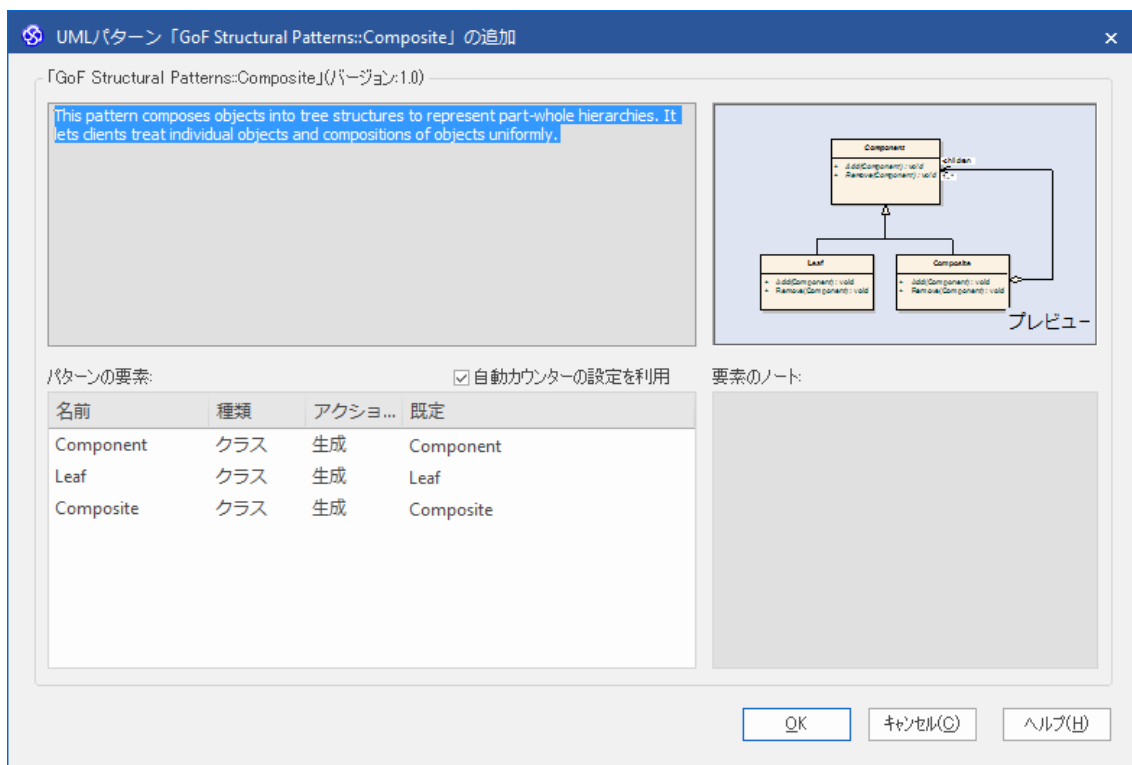 UMLパターン「GoF Structural Patterns::Composite」の追加
「GoF Structural Patterns::Composite」(バージョン:1.0)
This pattern composes objects into tree structures to represent part-whole hierarchies. It
lets clients treat individual objects and compositions of objects uniformly.
Component
+ Add(Component) : void
+ Remove(Component) : void
children
Leaf
+ Add(Component) : void
+ Remove(Component) : void
Composite
+ Add(Component) : void
+ Remove(Component) : void
プレビュー
パターンの要素:
自動カウンターの設定を利用
要素のノート:
名前 種類 アクショ... 既定
Component クラス 生成 Component
Leaf クラス 生成 Leaf
Composite クラス 生成 Composite
OK
キャンセル(C)
ヘルプ(H)